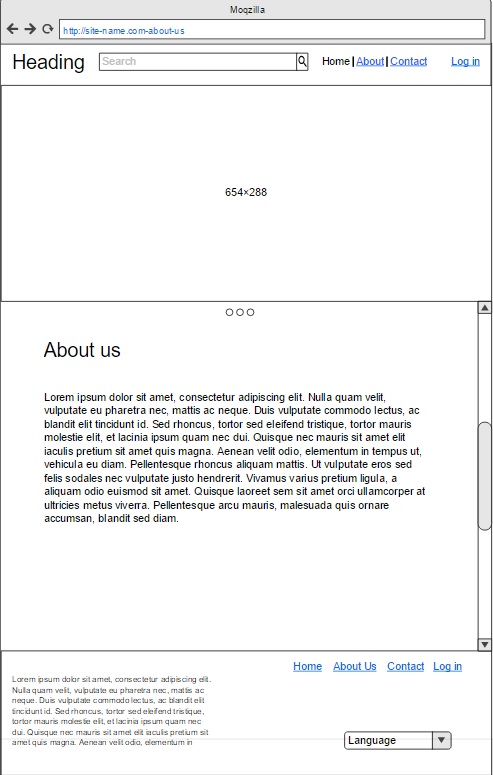 Moqzilla
http://site-name.com-about-us
Heading Search Home | About | Contact Log in
654×288
About us
Lorem ipsum dolor sit amet, consectetur adipiscing elit. Nulla quam velit,
vulputate eu pharetra nec, mattis ac neque. Duis vulputate commodo lectus, ac
blandit elit tincidunt id. Sed rhoncus, tortor sed eleifend tristique, tortor mauris
molestie elit, et lacinia ipsum quam nec dui. Quisque nec mauris sit amet elit
iaculis pretium sit amet quis magna. Aenean velit odio, elementum in tempus ut,
vehicula eu diam. Pellentesque rhoncus aliquam mattis. Ut vulputate eros sed
felis sodales nec vulputate justo hendrerit. Vivamus varius pretium ligula, a
aliquam odio euismod sit amet. Quisque laoreet sem sit amet orci ullamcorper at
ultricies metus viverra. Pellentesque arcu mauris, malesuada quis ornare
accumsan, blandit sed diam.
Home About Us Contact Log in
Lorem ipsum dolor sit amet, consectetur adipiscing elit.
Nulla quam velit, vulputate eu pharetra nec, mattis ac
neque. Duis vulputate commodo lectus, ac blandit elit
tincidunt id. Sed rhoncus, tortor sed eleifend tristique,
tortor mauris molestie elit, et lacinia ipsum quam nec
dui. Quisque nec mauris sit amet elit iaculis pretium sit
amet quis magna. Aenean velit odio, elementum in
Language